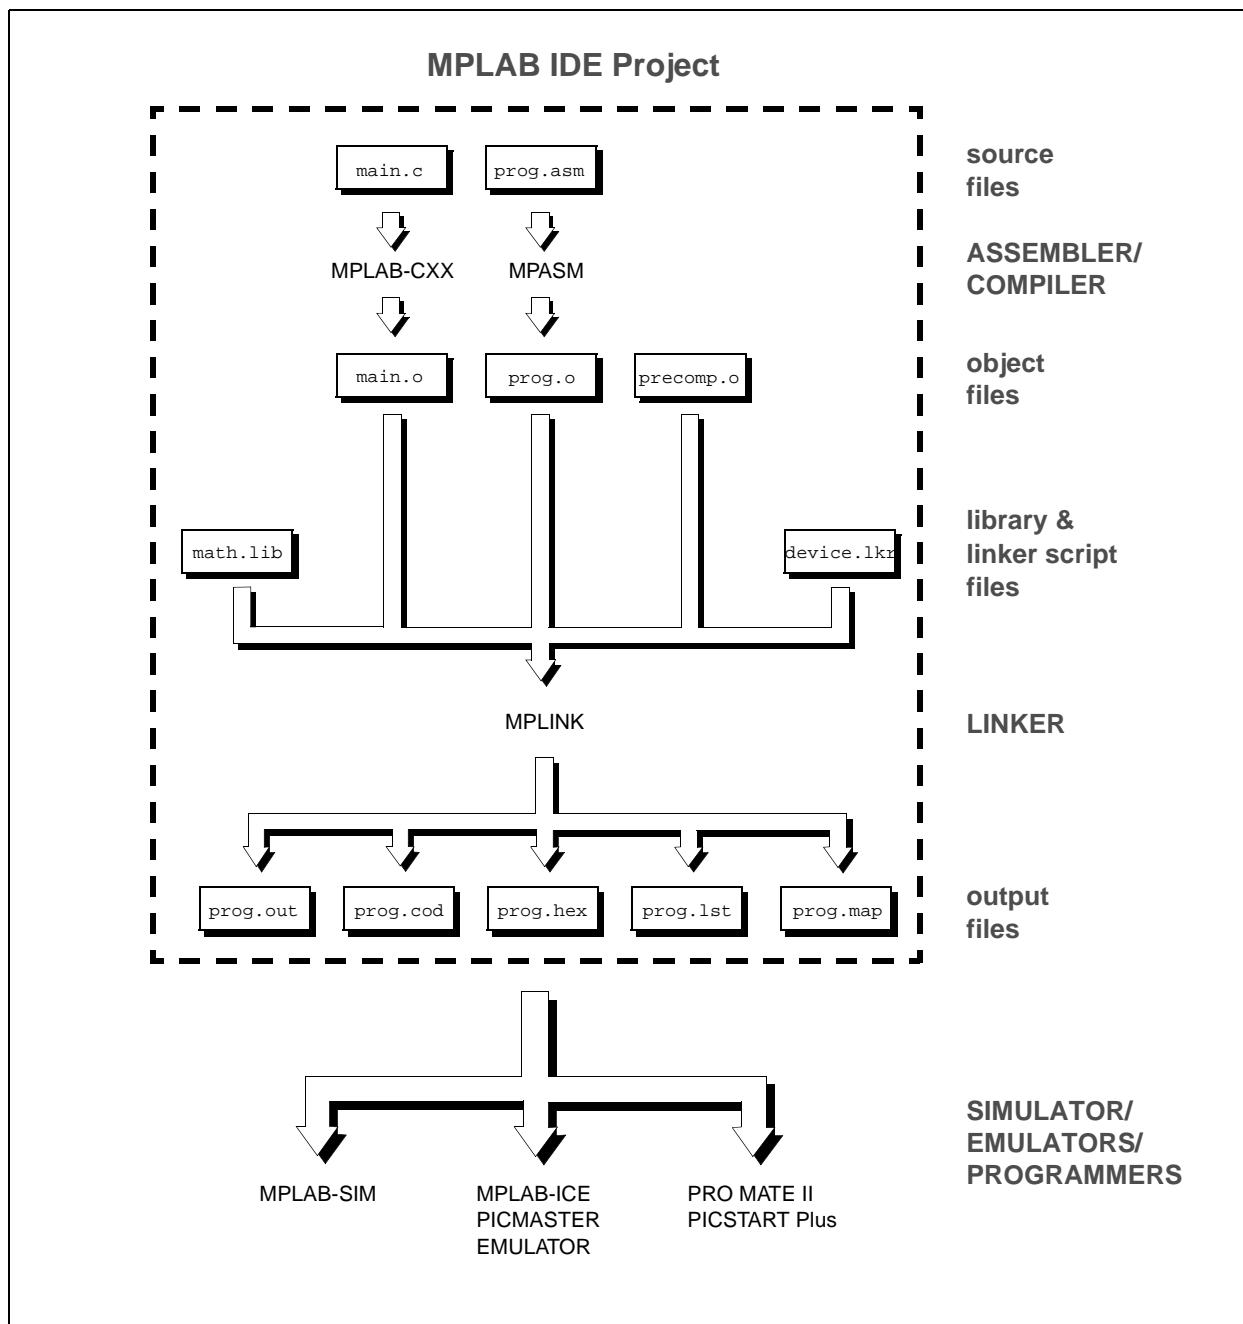 MPLAB IDE Project
main.c
prog.asm
source
files
MPLAB-CXX
MPASM
ASSEMBLER/
COMPILER
main.o
prog.o
precomp.o
object
files
math.lib
device.lkr
library &
linker script
files
MPLINK
LINKER
prog.out
prog.cod
prog.hex
prog.lst
prog.map
output
files
SIMULATOR/
EMULATORS/
PROGRAMMERS
MPLAB-SIM
MPLAB-ICE
PICMASTER
EMULATOR
PRO MATE II
PICSTART Plus